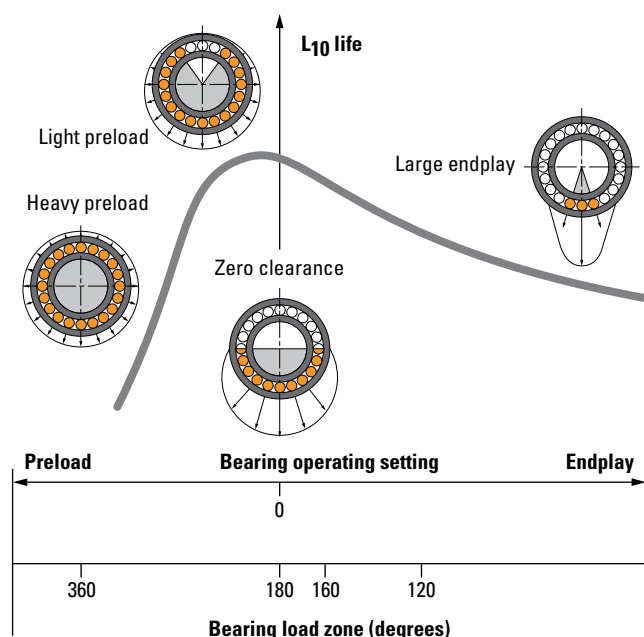 L10 life
Light preload
Large endplay
Heavy preload
Zero clearance
Preload
Bearing operating setting
Endplay
0
360
180
160
120
Bearing load zone (degrees)